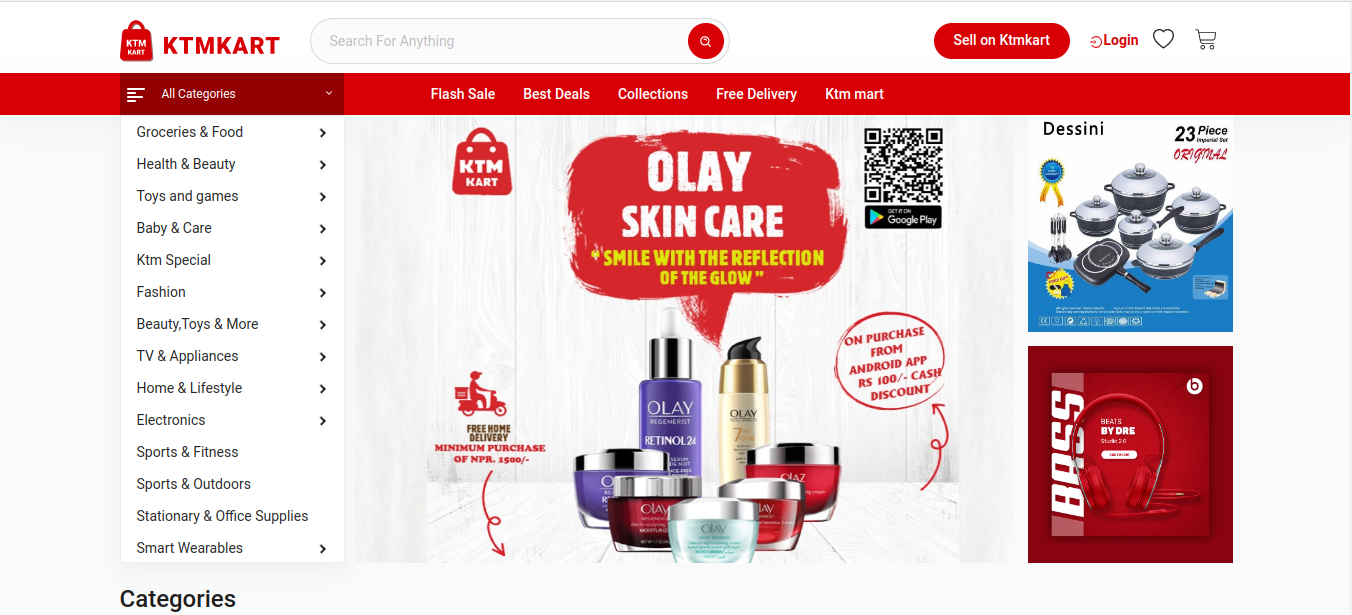 KTM
KART
KTMKART
Search For Anything
Sell on Ktmkart
Login
All Categories
Flash Sale
Best Deals
Collections
Free Delivery
Ktm mart
Groceries & Food
Health & Beauty
Toys and games
Baby & Care
Ktm Special
Fashion
Beauty,Toys & More
TV & Appliances
Home & Lifestyle
Electronics
Sports & Fitness
Sports & Outdoors
Stationary & Office Supplies
Smart Wearables
KTM
KART
OLAY
SKIN CARE
"SMILE WITH THE REFLECTION
OF THE GLOW"
GET IT ON
Google Play
ON PURCHASE
FROM
ANDROID APP
RS 100/- CASH
DISCOUNT
FREE HOME
DELIVERY
MINIMUM PURCHASE
OF NPR. 1500/-
OLAY
REGENERIST
RETINOL24
OLAY
OLAY
Dessini
23 Piece
Imperial Set
ORIGINAL
BASS
BEATS
BY DRE
Studio 2.0
Categories